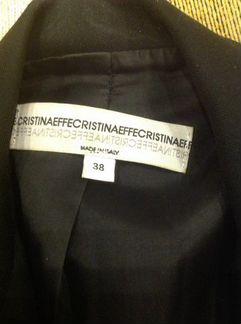 E.CRISTINAEFFECRISTINAEFFECRISTINAEFF
MADE IN ITALY
38